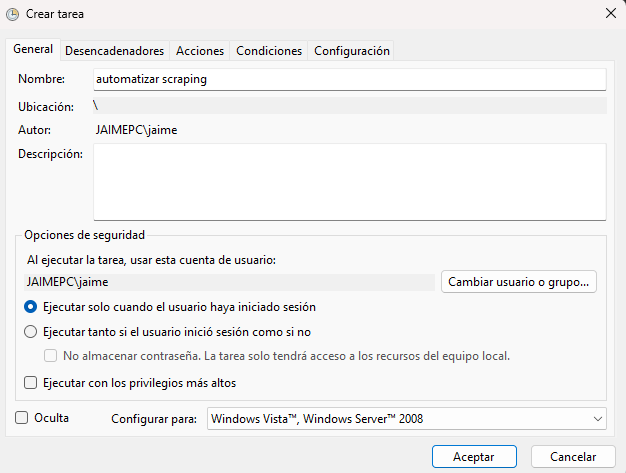 Crear tarea
General Desencadenadores Acciones Condiciones Configuración
Nombre: automatizar scraping
Ubicación: \
Autor: JAIMEPC\jaime
Descripción:
Opciones de seguridad
Al ejecutar la tarea, usar esta cuenta de usuario:
JAIMEPC\jaime Cambiar usuario o grupo...
Ejecutar solo cuando el usuario haya iniciado sesión
Ejecutar tanto si el usuario inició sesión como si no
No almacenar contraseña. La tarea solo tendrá acceso a los recursos del equipo local.
Ejecutar con los privilegios más altos
Oculta Configurar para: Windows Vista™, Windows Server™ 2008
Aceptar Cancelar